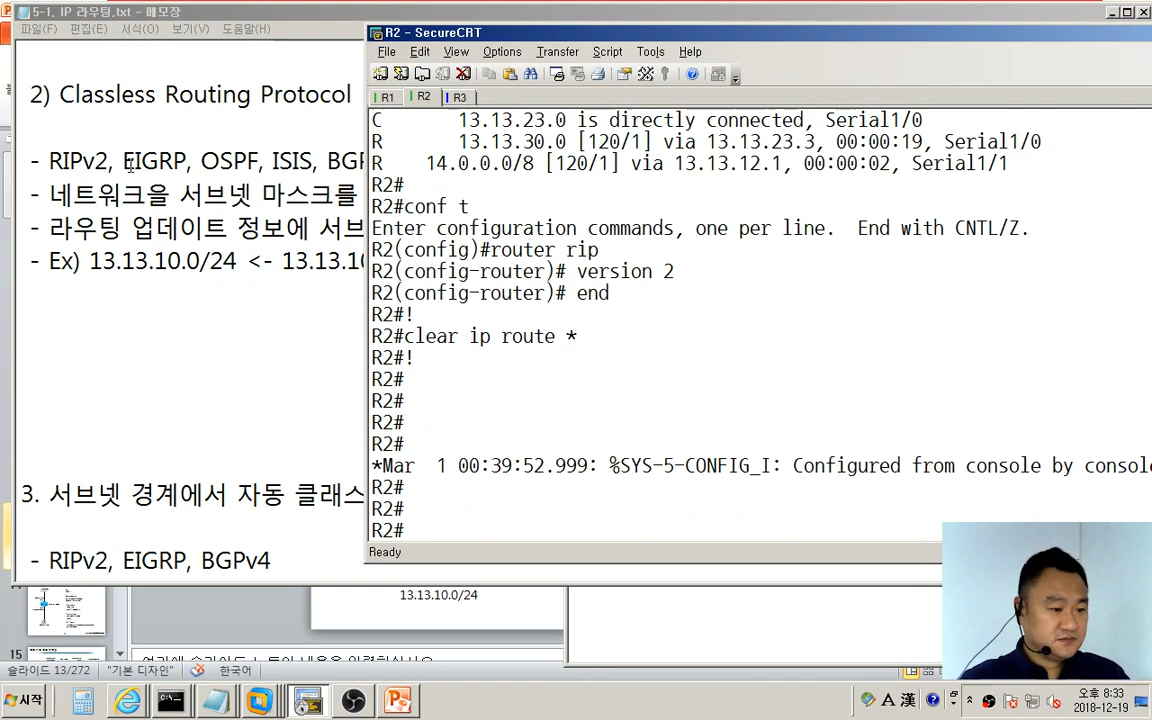 5-1. IP 라우팅.txt - 메모장
파일(F) 편집(E) 서식(O) 보기(V) 도움말(H)
2) Classless Routing Protocol
- RIPv2, EIGRP, OSPF, ISIS, BGP
- 네트워크을 서브넷 마스크를
- 라우팅 업데이트 정보에 서브
- Ex) 13.13.10.0/24 <- 13.13.10
3. 서브넷 경계에서 자동 클래스
- RIPv2, EIGRP, BGPv4
R2 - SecureCRT
File Edit View Options Transfer Script Tools Help
R1 R2 R3
C 13.13.23.0 is directly connected, Serial1/0
R 13.13.30.0 [120/1] via 13.13.23.3, 00:00:19, Serial1/0
R 14.0.0.0/8 [120/1] via 13.13.12.1, 00:00:02, Serial1/1
R2#
R2#conf t
Enter configuration commands, one per line. End with CNTL/Z.
R2(config)#router rip
R2(config-router)# version 2
R2(config-router)# end
R2#!
R2#clear ip route *
R2#!
R2#
R2#
R2#
R2#
*Mar 1 00:39:52.999: %SYS-5-CONFIG_I: Configured from console by console
R2#
R2#
R2#
Ready
13.13.10.0/24
15
슬라이드 13/272 "기본 디자인" 한국어
시작
A 漢
오후 8:33
2018-12-19